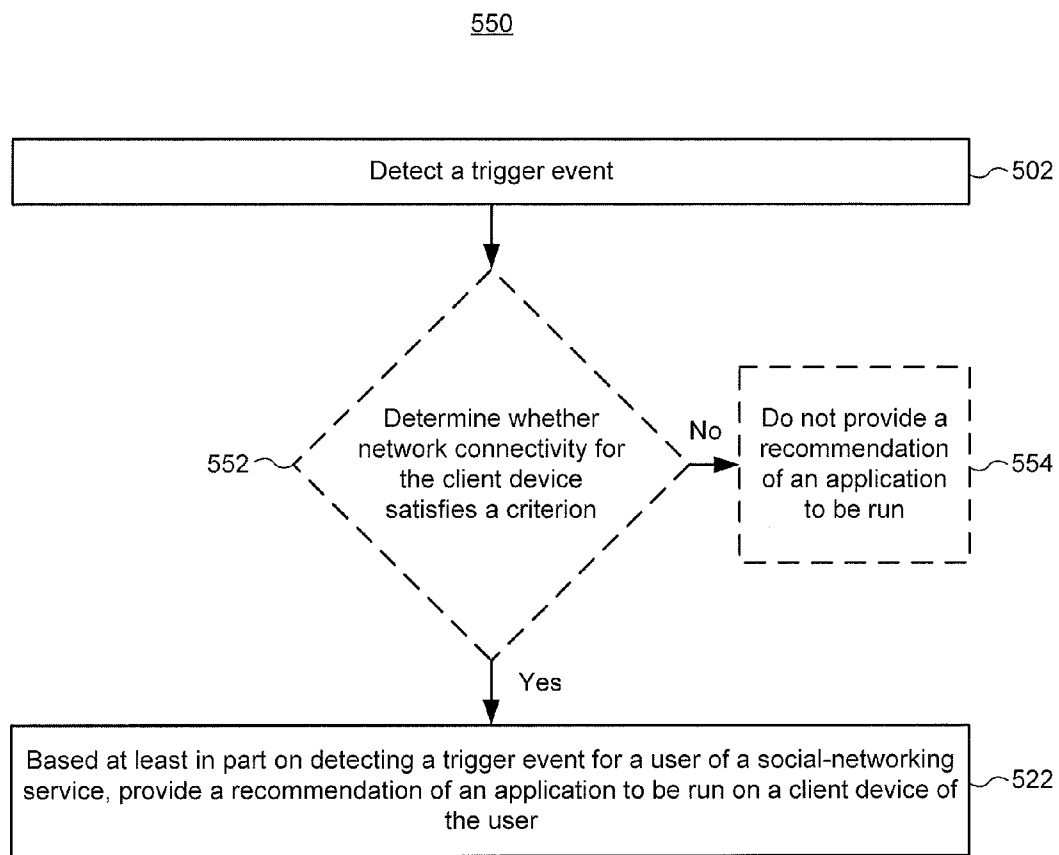 550
Detect a trigger event
502
Determine whether
network connectivity for
the client device
satisfies a criterion
552
No
Do not provide a
recommendation
of an application
to be run
554
Yes
Based at least in part on detecting a trigger event for a user of a social-networking
service, provide a recommendation of an application to be run on a client device of
the user
522